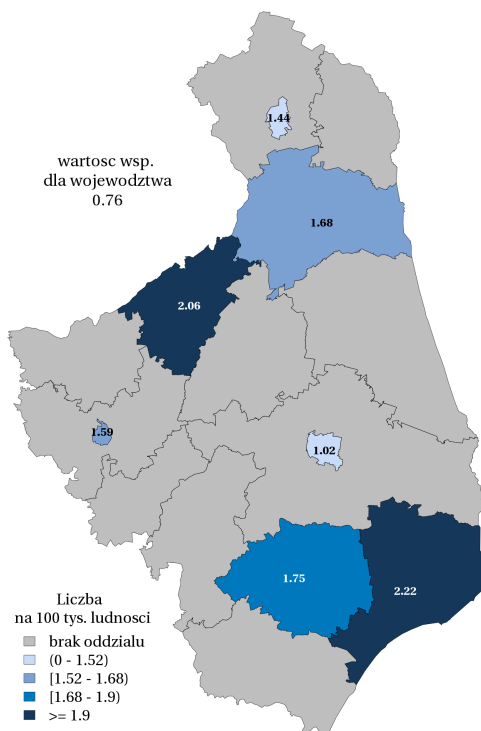 1.44
wartosc wsp.
dla wojewodztwa
0.76
1.68
2.06
1.59
1.02
1.75
2.22
Liczba
na 100 tys. ludnosci
brak oddzialu
(0 - 1.52)
[1.52 - 1.68)
[1.68 - 1.9)
>= 1.9